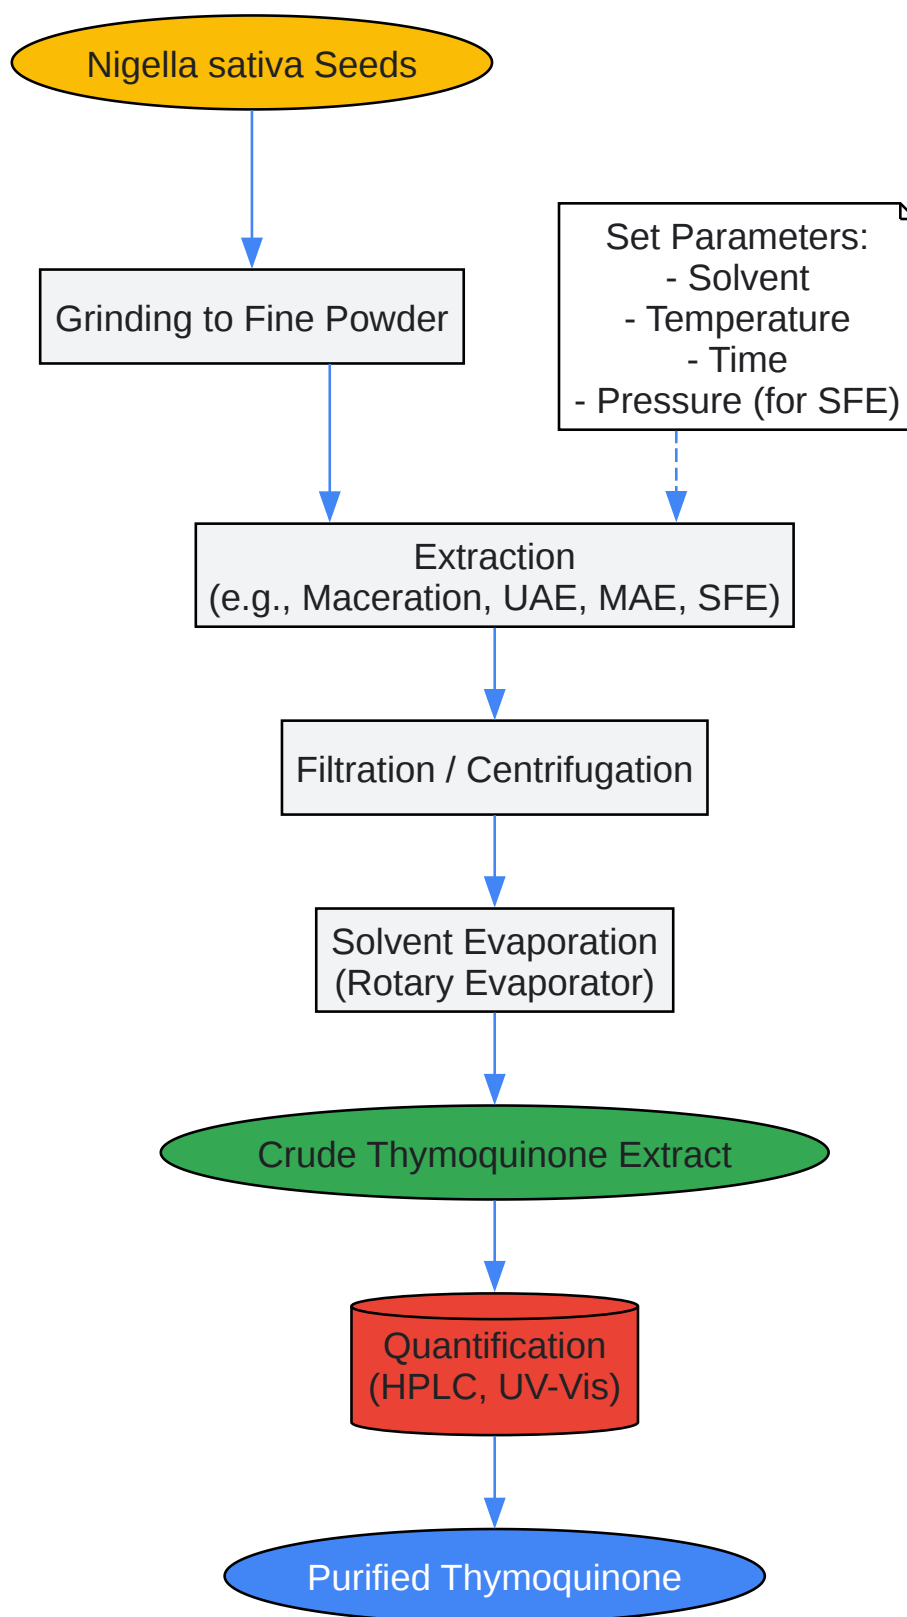 Nigella sativa Seeds
Grinding to Fine Powder
Set Parameters:
- Solvent
- Temperature
- Time
- Pressure (for SFE)
Extraction
(e.g., Maceration, UAE, MAE, SFE)
Filtration / Centrifugation
Solvent Evaporation
(Rotary Evaporator)
Crude Thymoquinone Extract
Quantification
(HPLC, UV-Vis)
Purified Thymoquinone